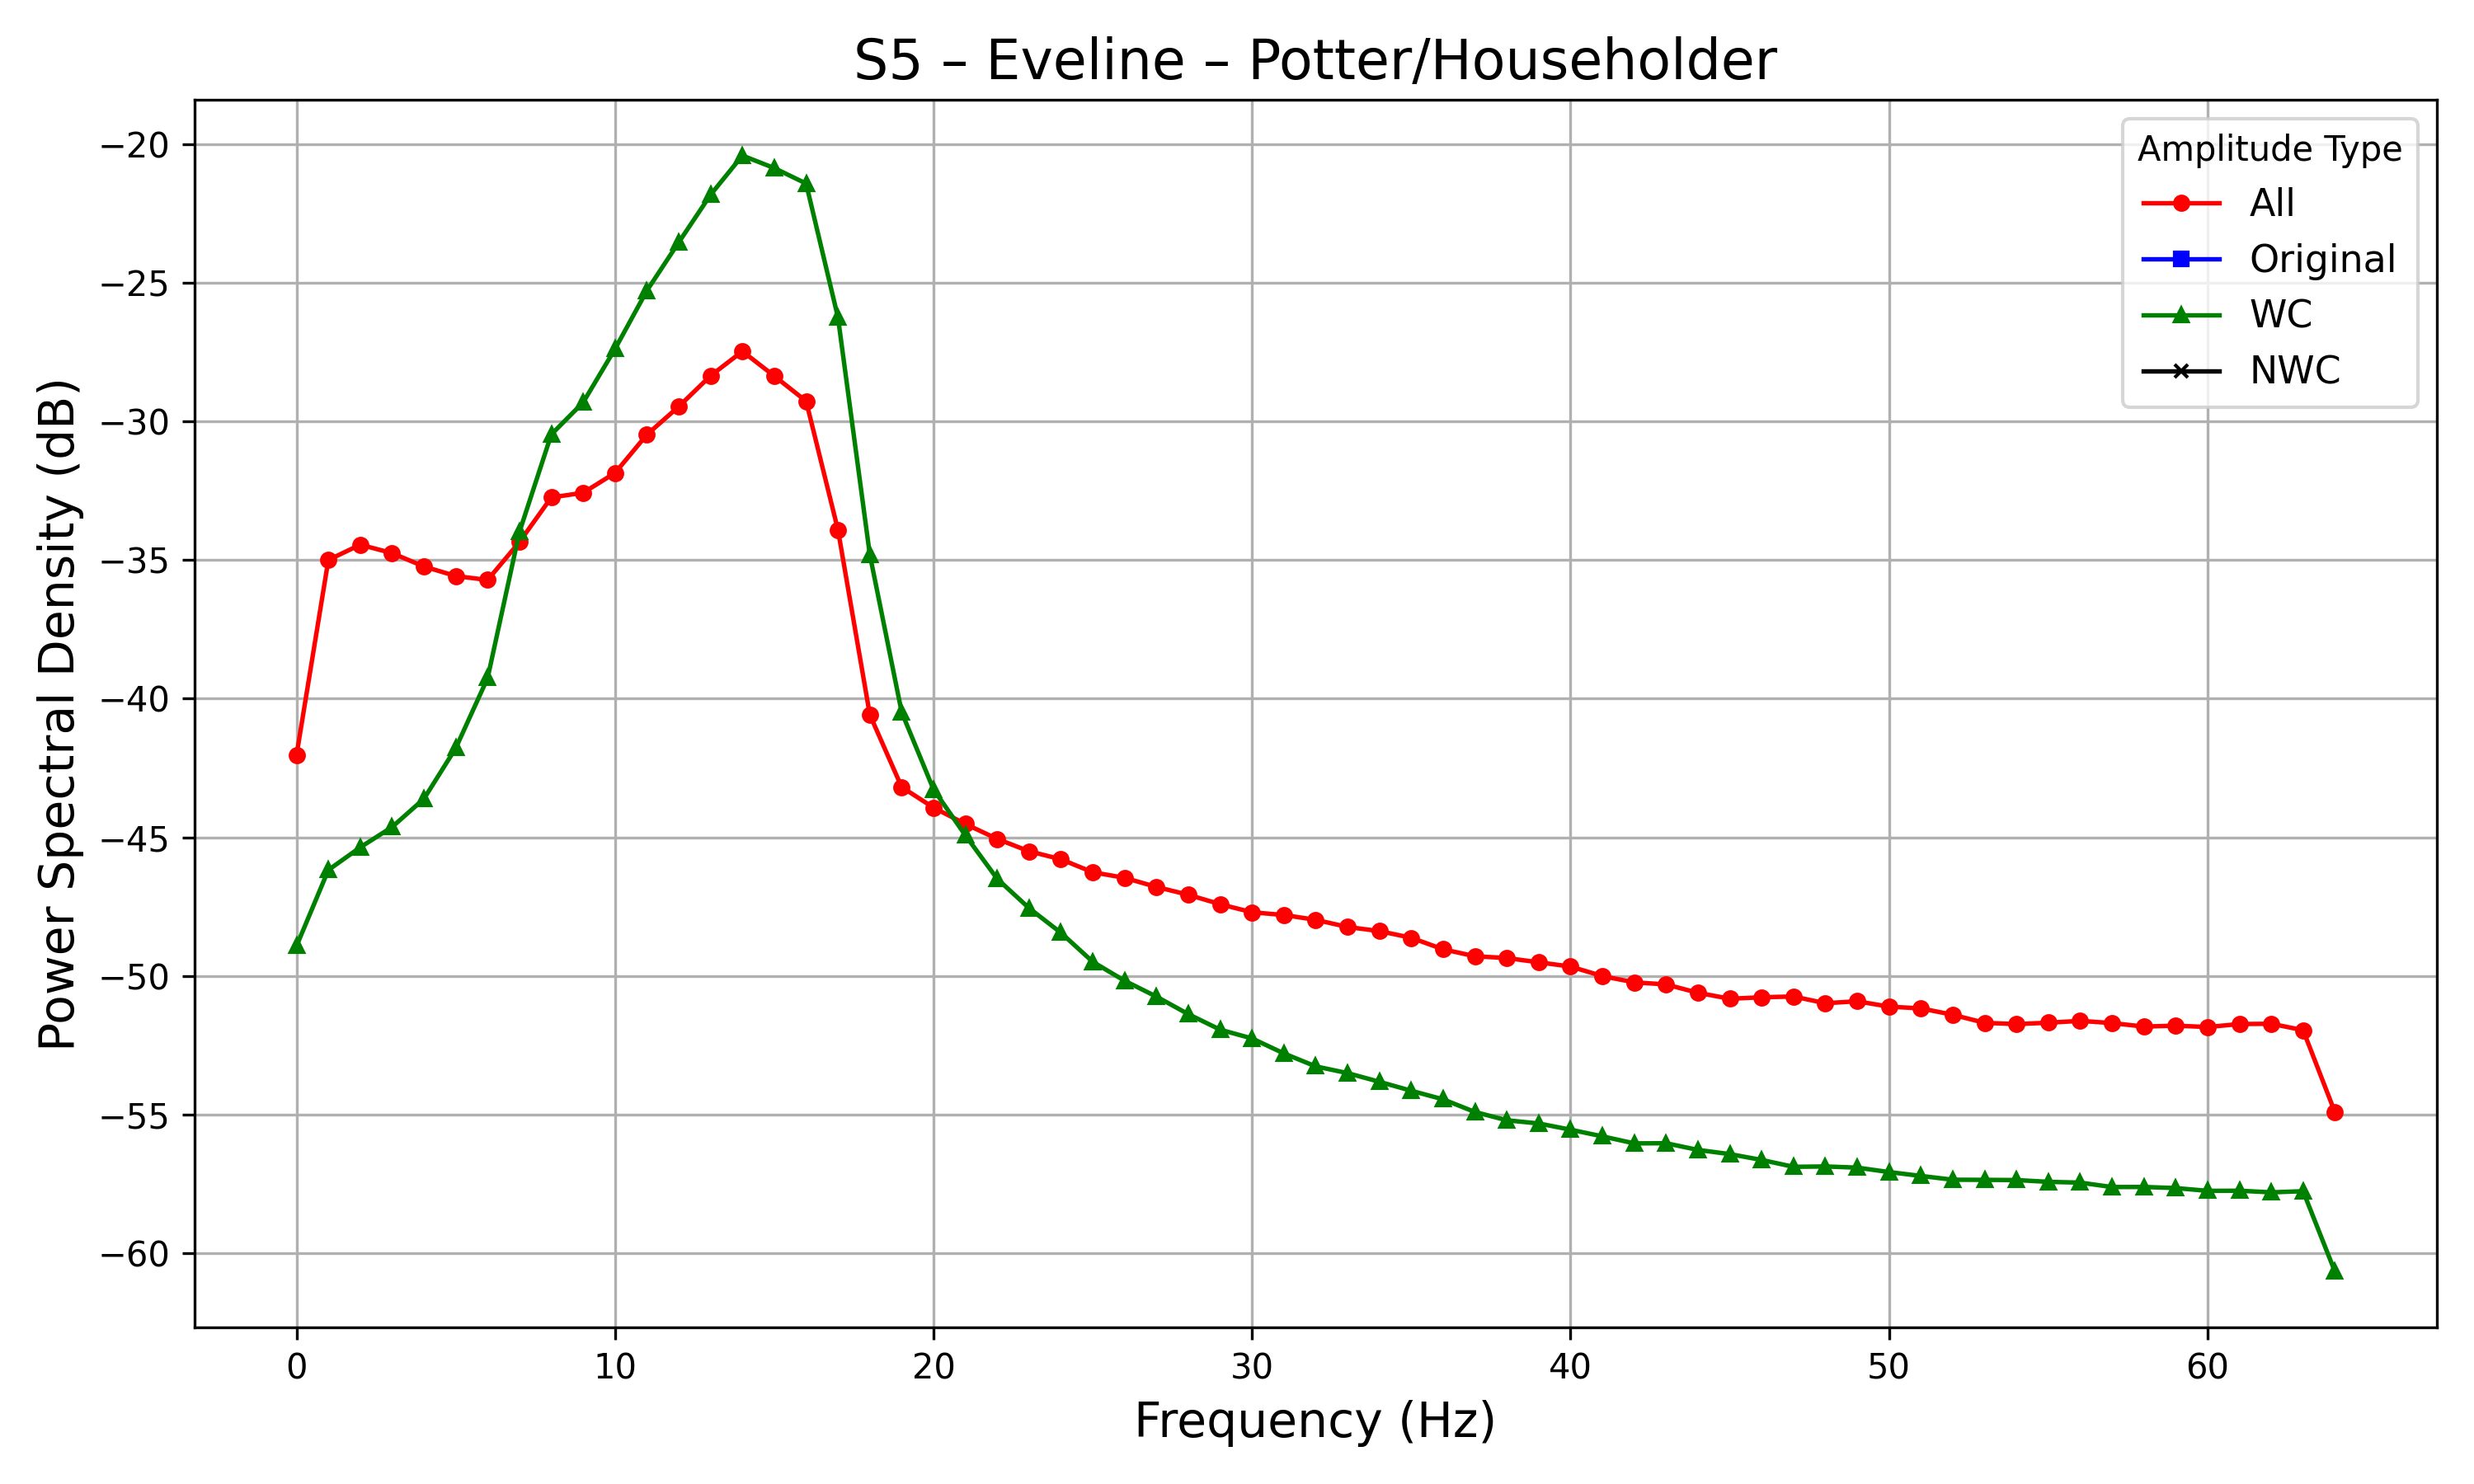 S5 – Eveline – Potter/Householder
Power Spectral Density (dB)
−20
−25
−30
−35
−40
−45
−50
−55
−60
Amplitude Type
All
Original
WC
NWC
0 10 20 30 40 50 60
Frequency (Hz)